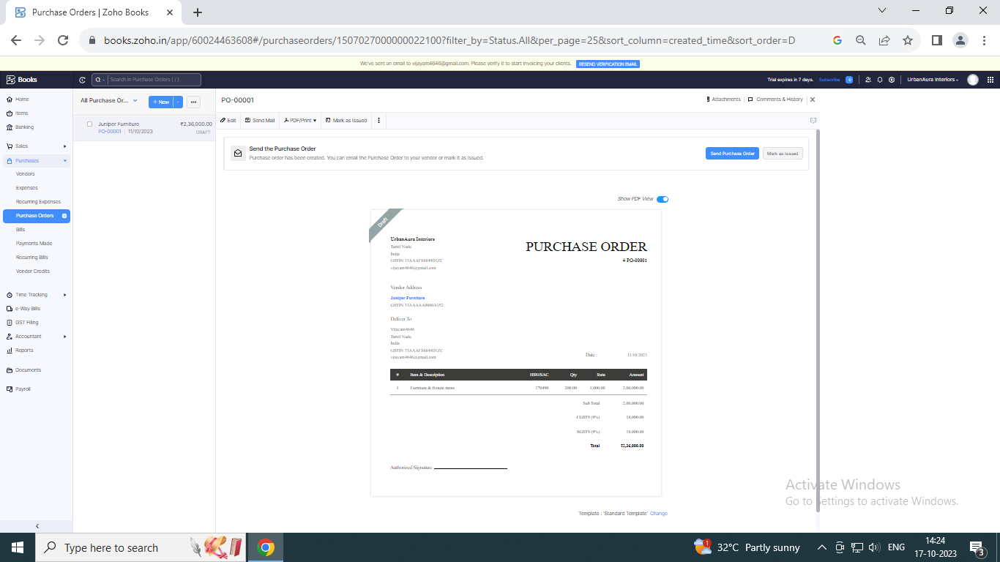 Purchase Orders | Zoho Books
books.zoho.in/app/60024463608#/purchaseorders/1507027000000022100?filter_by=Status.All&per_page=25&sort_column=created_time&sort_order=D
We've sent an email to vijayam4646@gmail.com. Please verify it to start invoicing your clients. RESEND VERIFICATION EMAIL
Books
Search in Purchase Orders ( / )
Trial expires in 7 days. Subscribe
UrbanAura Interiors
Home
Items
Banking
Sales
Purchases
Vendors
Expenses
Recurring Expenses
Purchase Orders
Bills
Payments Made
Recurring Bills
Vendor Credits
Time Tracking
e-Way Bills
GST Filing
Accountant
Reports
Documents
Payroll
All Purchase Or...
+ New
Juniper Furniture ₹2,36,000.00
PO-00001 | 11/10/2023 DRAFT
PO-00001
Attachments
Comments & History
Edit
Send Mail
PDF/Print
Mark as Issued
Send the Purchase Order
Purchase order has been created. You can email the Purchase Order to your vendor or mark it as Issued.
Send Purchase Order
Mark as Issued
Show PDF View
Draft
UrbanAura Interiors
Tamil Nadu
India
vijayam4646@gmail.com
PURCHASE ORDER
# PO-00001
Vendor Address
Juniper Furniture
Deliver To
Vijayam4646
Tamil Nadu
India
vijayam4646@gmail.com
Date : 11/10/2023
# Item & Description HSN/SAC Qty Rate Amount
1 Furniture & fixture items 170490 200.00 1,000.00 2,00,000.00
Sub Total 2,00,000.00
CGST9 (9%) 18,000.00
SGST9 (9%) 18,000.00
Total ₹2,36,000.00
Authorized Signature
Template : 'Standard Template' Change
Activate Windows
Go to Settings to activate Windows.
Type here to search
1
32°C Partly sunny
ENG
14:24
17-10-2023
3